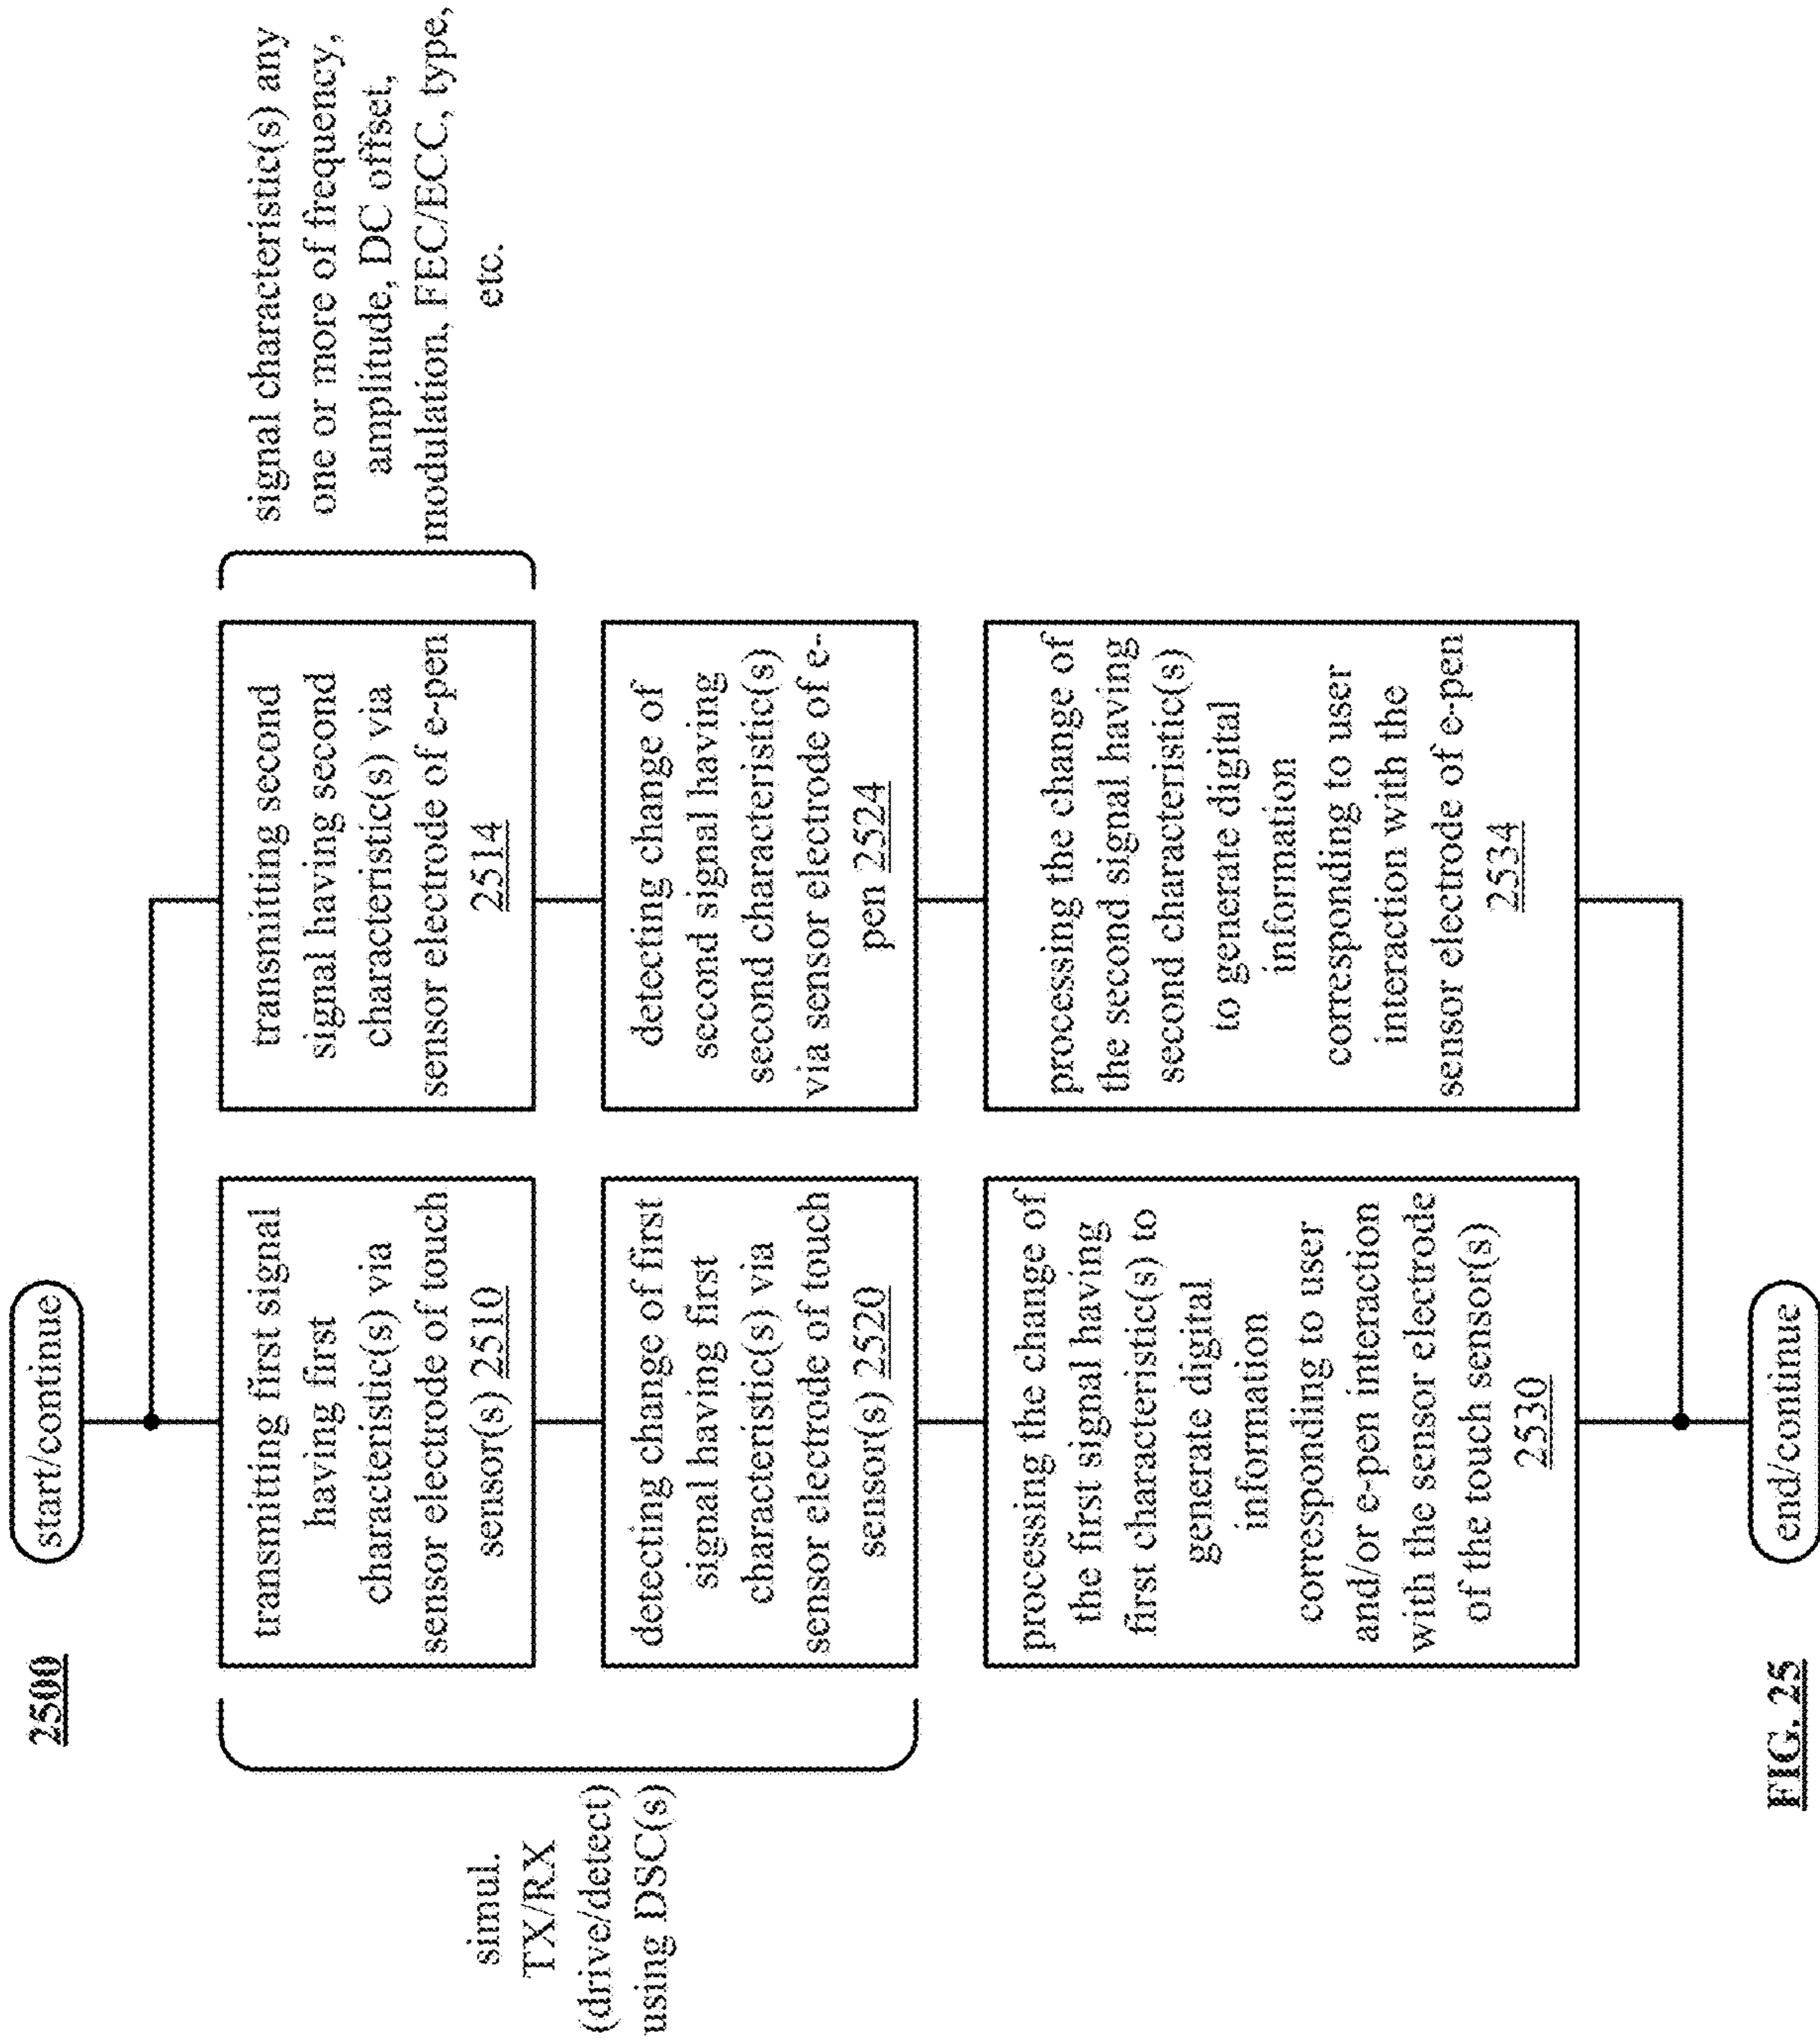 2500
start/continue
simul.
TX/RX
(drive/detect)
using DSC(s)
transmitting first signal
having first
characteristic(s) via
sensor electrode of touch
sensor(s) 2510
transmitting second
signal having second
characteristic(s) via
sensor electrode of e-pen
2514
signal characteristic(s) any
one or more of frequency,
amplitude, DC offset,
modulation, FEC/ECC, type,
etc.
detecting change of first
signal having first
characteristic(s) via
sensor electrode of touch
sensor(s) 2520
detecting change of
second signal having
second characteristic(s)
via sensor electrode of e-
pen 2524
processing the change of
the first signal having
first characteristic(s) to
generate digital
information
corresponding to user
and/or e-pen interaction
with the sensor electrode
of the touch sensor(s)
2530
processing the change of
the second signal having
second characteristic(s)
to generate digital
information
corresponding to user
interaction with the
sensor electrode of e-pen
2534
end/continue
FIG. 25